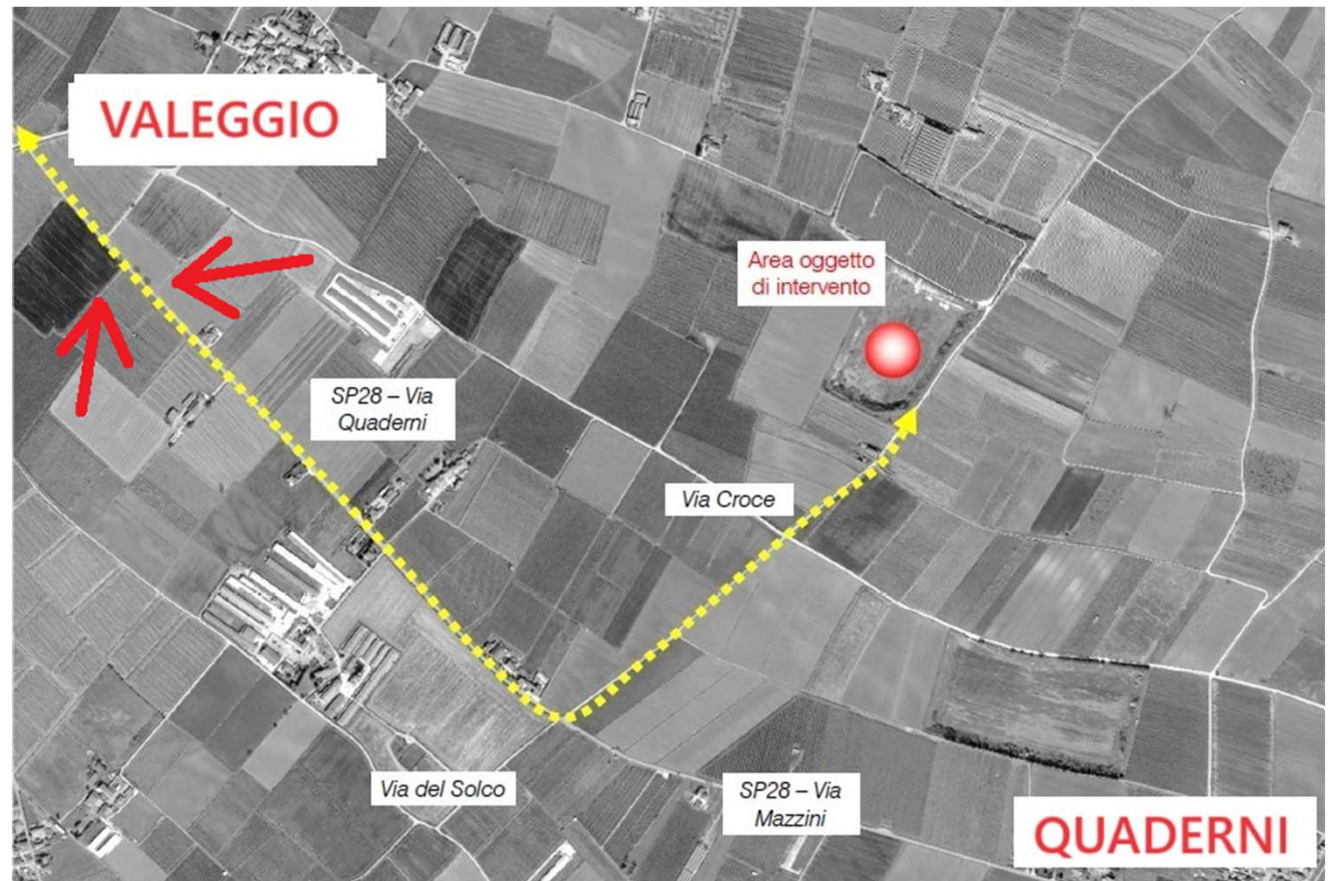 VALEGGIO
Area oggetto
di intervento
SP28 – Via
Quaderni
Via Croce
Via del Solco
SP28 – Via
Mazzini
QUADERNI